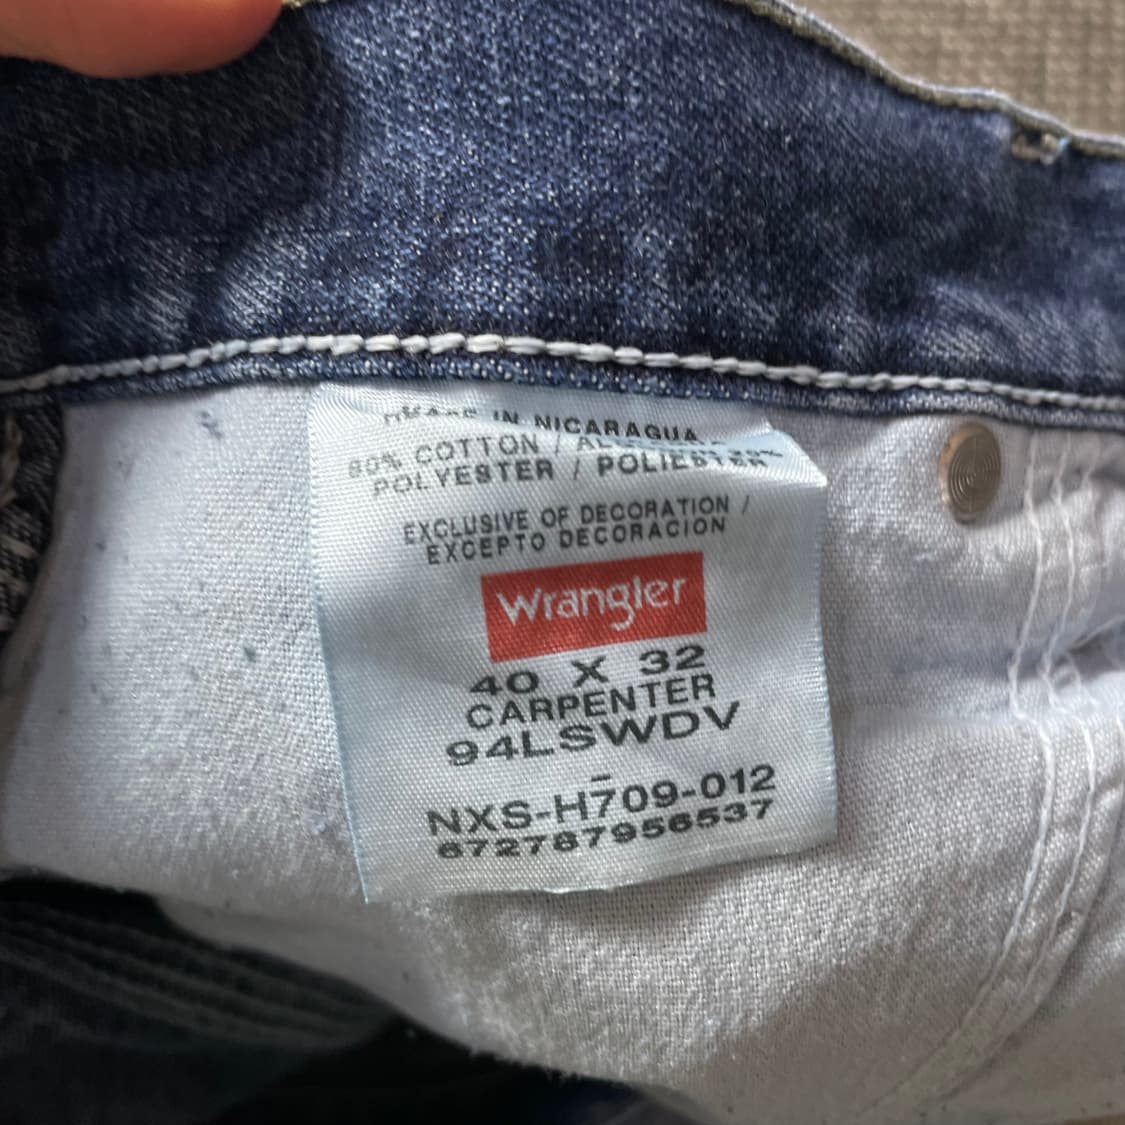 IN NICARAGUA
80% COTTON /
POLYESTER / POLIESTER
EXCLUSIVE OF DECORATION /
EXCEPTO DECORACION
Wrangler
40 X 32
CARPENTER
94LSWDV
NXS-H709-012
672787956537